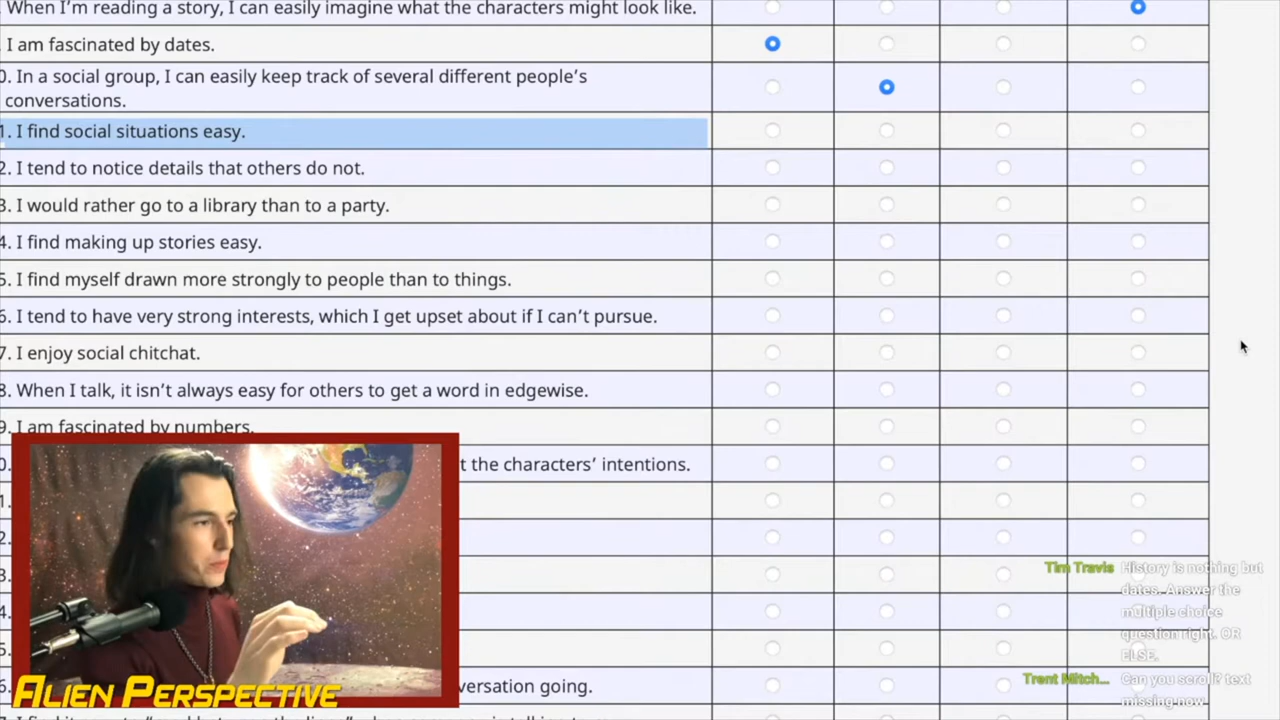 When I’m reading a story, I can easily imagine what the characters might look like.
. I am fascinated by dates.
0. In a social group, I can easily keep track of several different people’s
conversations.
1. I find social situations easy.
2. I tend to notice details that others do not.
3. I would rather go to a library than to a party.
4. I find making up stories easy.
5. I find myself drawn more strongly to people than to things.
6. I tend to have very strong interests, which I get upset about if I can’t pursue.
7. I enjoy social chitchat.
8. When I talk, it isn’t always easy for others to get a word in edgewise.
9. I am fascinated by numbers.
t the characters’ intentions.
versation going.
Tim Travis History is nothing but
dates. Answer the
multiple choice
question right. OR
ELSE.
Trent Mitch... Can you scroll? text
missing now
ALIEN PERSPECTIVE